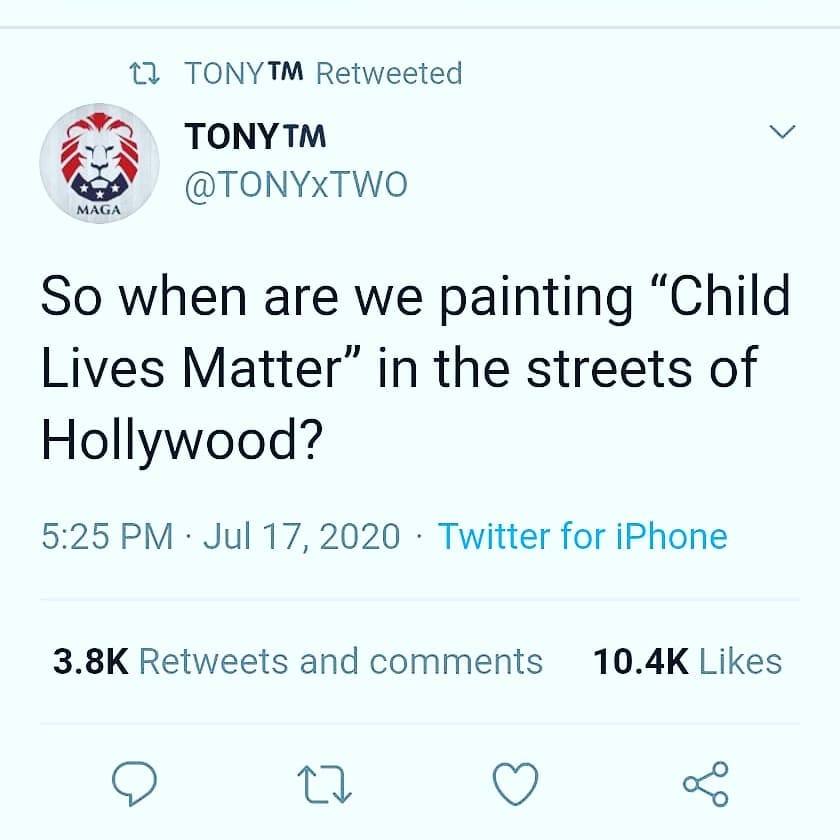 TONY™ Retweeted
TONY™
@TONYxTWO
MAGA
So when are we painting “Child
Lives Matter” in the streets of
Hollywood?
5:25 PM · Jul 17, 2020 · Twitter for iPhone
3.8K Retweets and comments 10.4K Likes